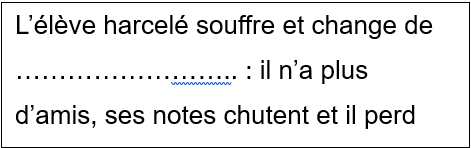 L’élève harcelé souffre et change de
…………………………….. : il n’a plus
d’amis, ses notes chutent et il perd